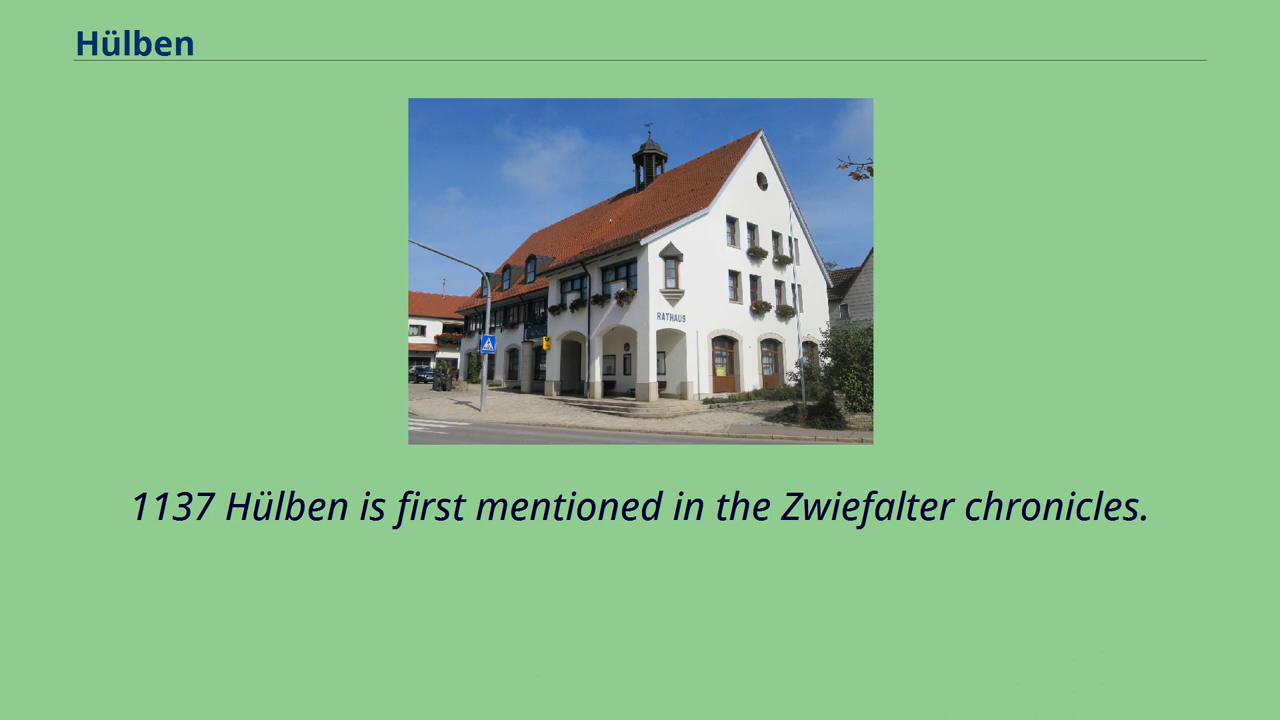 Hülben
RATHAUS
1137 Hülben is first mentioned in the Zwiefalter chronicles.